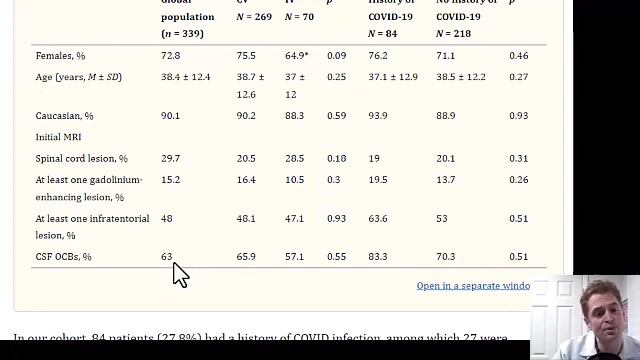 Global CV IV p History of No history of p
population N = 269 N = 70 COVID-19 COVID-19
(n = 339) N = 84 N = 218
Females, % 72.8 75.5 64.9* 0.09 76.2 71.1 0.46
Age (years, M ± SD) 38.4 ± 12.4 38.7 ± 37 ± 0.25 37.1 ± 12.9 38.5 ± 12.2 0.27
12.6 12
Caucasian, % 90.1 90.2 88.3 0.59 93.9 88.9 0.93
Initial MRI
Spinal cord lesion, % 29.7 20.5 28.5 0.18 19 20.1 0.31
At least one gadolinium- 15.2 16.4 10.5 0.3 19.5 13.7 0.26
enhancing lesion, %
At least one infratentorial 48 48.1 47.1 0.93 63.6 53 0.51
lesion, %
CSF OCBs, % 63 65.9 57.1 0.55 83.3 70.3 0.51
Open in a separate windo
In our cohort, 84 patients (27.8%) had a history of COVID infection, among which 27 were